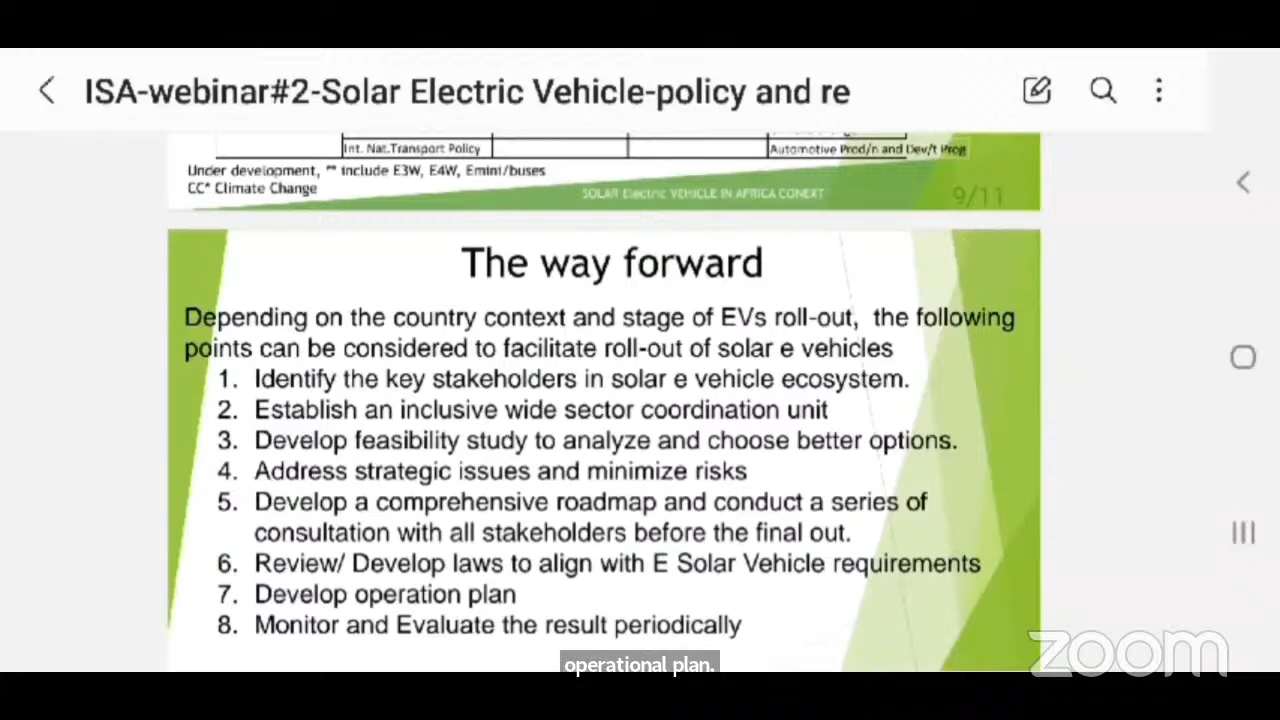 ISA-webinar#2-Solar Electric Vehicle-policy and re
Int. Nat.Transport Policy
Automotive Prod/n and Dev/t Prog
Under development, ** include E3W, E4W, Emini/buses
CC* Climate Change
SOLAR Electric VEHICLE IN AFRICA CONEXT
9/11
The way forward
Depending on the country context and stage of EVs roll-out, the following
points can be considered to facilitate roll-out of solar e vehicles
1. Identify the key stakeholders in solar e vehicle ecosystem.
2. Establish an inclusive wide sector coordination unit
3. Develop feasibility study to analyze and choose better options.
4. Address strategic issues and minimize risks
5. Develop a comprehensive roadmap and conduct a series of
consultation with all stakeholders before the final out.
6. Review/ Develop laws to align with E Solar Vehicle requirements
7. Develop operation plan
8. Monitor and Evaluate the result periodically
operational plan.
zoom